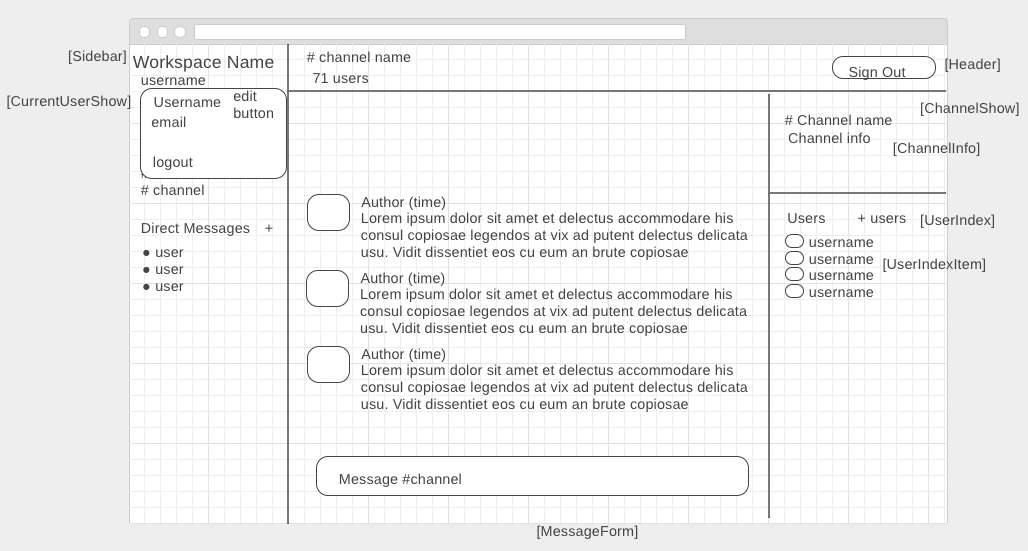 [Sidebar]
Workspace Name
username
[CurrentUserShow]
Username
edit
button
email
logout
# channel
Direct Messages +
● user
● user
● user
# channel name
71 users
Sign Out
[Header]
Author (time)
Lorem ipsum dolor sit amet et delectus accommodare his
consul copiosae legendos at vix ad putent delectus delicata
usu. Vidit dissentiet eos cu eum an brute copiosae
Author (time)
Lorem ipsum dolor sit amet et delectus accommodare his
consul copiosae legendos at vix ad putent delectus delicata
usu. Vidit dissentiet eos cu eum an brute copiosae
Author (time)
Lorem ipsum dolor sit amet et delectus accommodare his
consul copiosae legendos at vix ad putent delectus delicata
usu. Vidit dissentiet eos cu eum an brute copiosae
Message #channel
[MessageForm]
[ChannelShow]
# Channel name
Channel info
[ChannelInfo]
Users + users [UserIndex]
username
username [UserIndexItem]
username
username